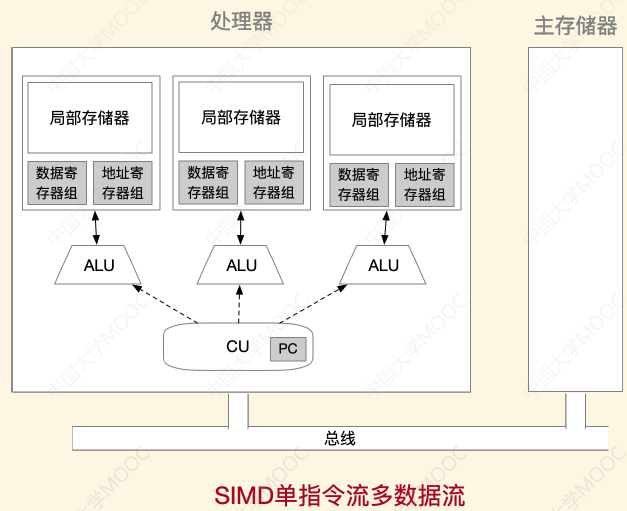 处理器
主存储器
局部存储器
局部存储器
局部存储器
数据寄
存器组
地址寄
存器组
数据寄
存器组
地址寄
存器组
数据寄
存器组
地址寄
存器组
ALU
ALU
ALU
CU
PC
总线
SIMD单指令流多数据流
中国大学MOOC